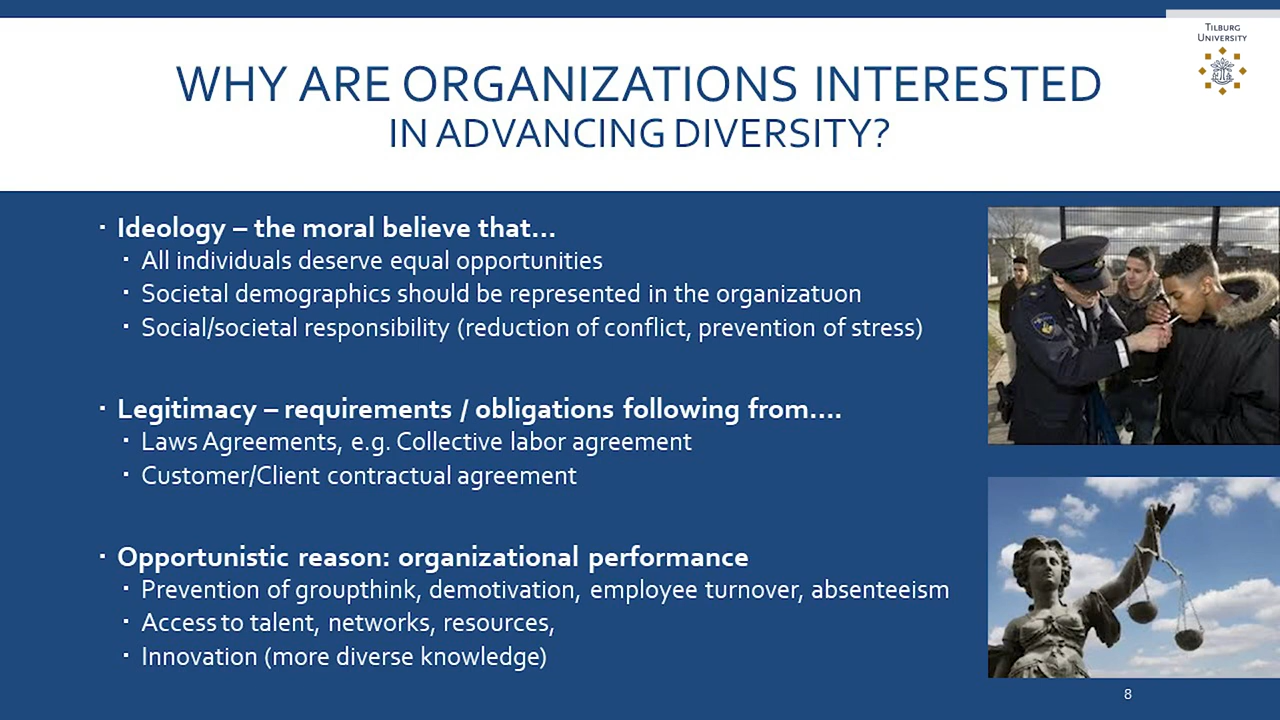 TILBURG
UNIVERSITY
WHY ARE ORGANIZATIONS INTERESTED
IN ADVANCING DIVERSITY?
▪ Ideology – the moral believe that...
▪ All individuals deserve equal opportunities
▪ Societal demographics should be represented in the organizatuon
▪ Social/societal responsibility (reduction of conflict, prevention of stress)
▪ Legitimacy – requirements / obligations following from....
▪ Laws Agreements, e.g. Collective labor agreement
▪ Customer/Client contractual agreement
▪ Opportunistic reason: organizational performance
▪ Prevention of groupthink, demotivation, employee turnover, absenteeism
▪ Access to talent, networks, resources,
▪ Innovation (more diverse knowledge)
8